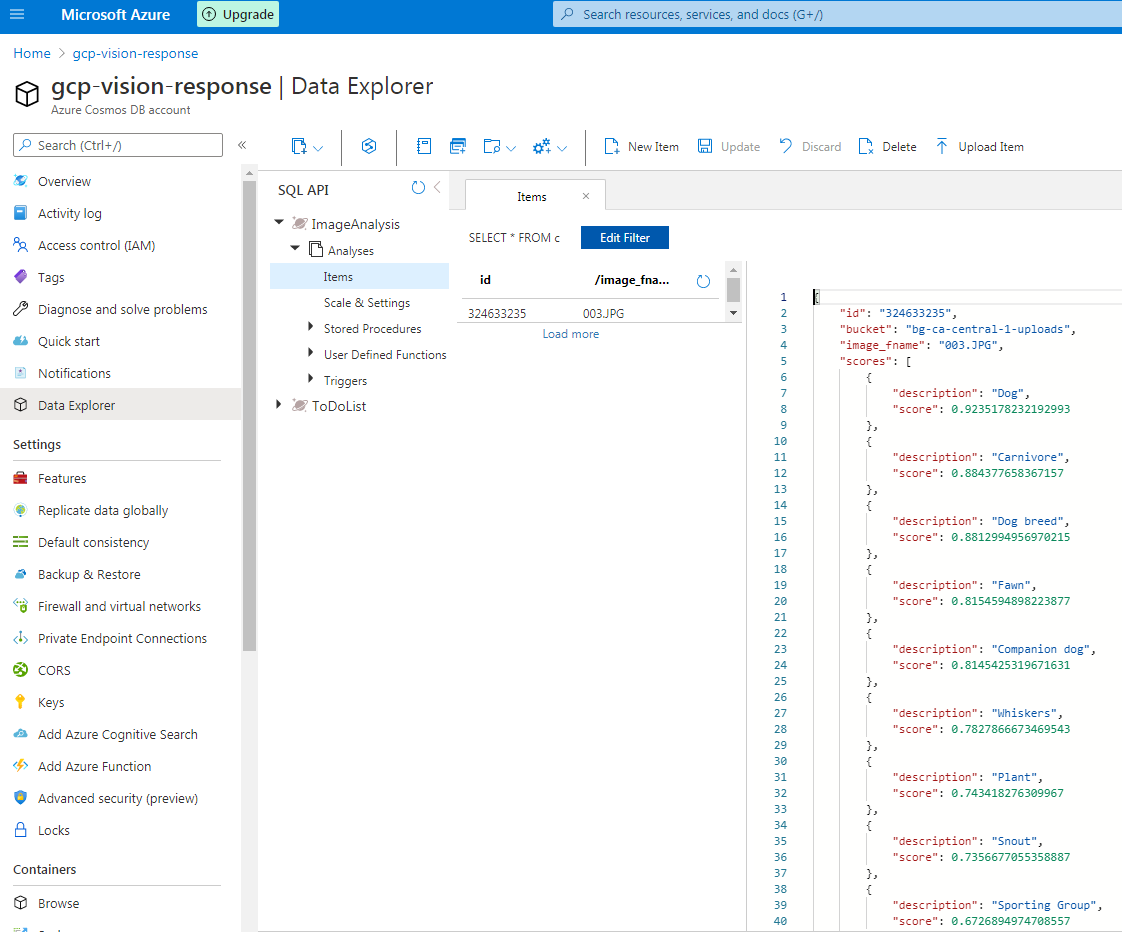 Microsoft Azure
Upgrade
Search resources, services, and docs (G+/)
Home > gcp-vision-response
gcp-vision-response | Data Explorer
Azure Cosmos DB account
Search (Ctrl+/)
«
New Item
Update
Discard
Delete
Upload Item
Overview
Activity log
Access control (IAM)
Tags
Diagnose and solve problems
Quick start
Notifications
Data Explorer
Settings
Features
Replicate data globally
Default consistency
Backup & Restore
Firewall and virtual networks
Private Endpoint Connections
CORS
Keys
Add Azure Cognitive Search
Add Azure Function
Advanced security (preview)
Locks
Containers
Browse
SQL API
ImageAnalysis
Analyses
Items
Scale & Settings
Stored Procedures
User Defined Functions
Triggers
ToDoList
Items
SELECT * FROM c
Edit Filter
id /image_fna...
324633235 003.JPG
Load more
1 {
2 "id": "324633235",
3 "bucket": "bg-ca-central-1-uploads",
4 "image_fname": "003.JPG",
5 "scores": [
6 {
7 "description": "Dog",
8 "score": 0.9235178232192993
9 },
10 {
11 "description": "Carnivore",
12 "score": 0.884377658367157
13 },
14 {
15 "description": "Dog breed",
16 "score": 0.8812994956970215
17 },
18 {
19 "description": "Fawn",
20 "score": 0.8154594898223877
21 },
22 {
23 "description": "Companion dog",
24 "score": 0.8145425319671631
25 },
26 {
27 "description": "Whiskers",
28 "score": 0.7827866673469543
29 },
30 {
31 "description": "Plant",
32 "score": 0.743418276309967
33 },
34 {
35 "description": "Snout",
36 "score": 0.7356677055358887
37 },
38 {
39 "description": "Sporting Group",
40 "score": 0.6726894974708557